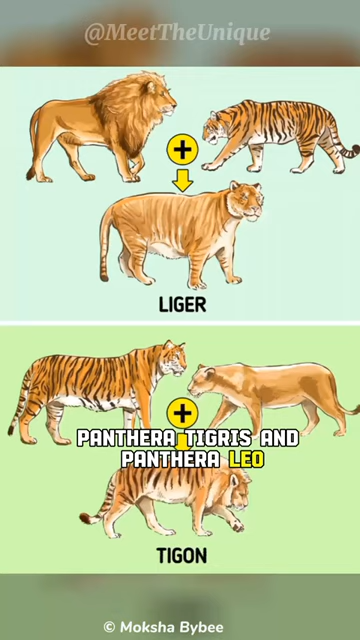 @MeetTheUnique
+
LIGER
+
PANTHERA TIGRIS AND
PANTHERA LEO
TIGON
© Moksha Bybee